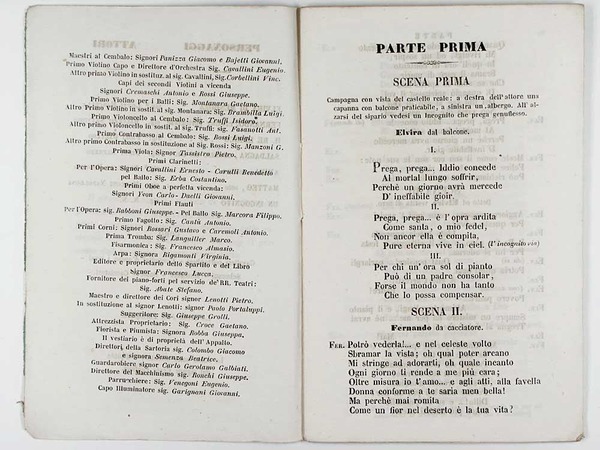 Maestri al Cembalo: Signori Panizza Giacomo e Bajetti Giovanni.
Primo Violino Capo e Direttore d'Orchestra Sig. Cavallini Eugenio.
Altro primo Violino in sostituz. al sig. Cavallini, Sig. Corbellini Vinc.
Capi dei secondi Violini a vicenda
Signori Cremaschi Antonio e Rossi Giuseppe.
Primo Violino per i Balli: Sig. Montanara Gaetano.
Altro Primo Violino in sostituz. al sig. Montanara: Sig. Brambilla Luigi.
Primo Violoncello al Cembalo: Sig. Truffi Isidoro.
Altro primo Violoncello in sostit. al sig. Truffi: sig. Fasanotti Ant.
Primo Contrabbasso al Cembalo: Sig. Rossi Luigi.
Altro primo Contrabbasso in sostituzione al Sig. Rossi: Sig. Manzoni G.
Prima Viola: Signor Tassistro Pietro.
Primi Clarinetti:
Per l'Opera: Signori Cavallini Ernesto - Corulli Benedetto
pel Ballo: Sig. Erba Costantino.
Primi Oboe a perfetta vicenda:
Signori Yvon Carlo - Daelli Giovanni.
Primi Flauti
Per l'Opera: sig. Rabboni Giuseppe. - Pel Ballo Sig. Marcora Filippo.
Primo Fagotto: Sig. Cantù Antonio.
Primi Corni: Signori Rossari Gustavo e Caremoli Antonio.
Prima Tromba: Sig. Languiller Marco.
Fisarmonica: Sig. Francesco Almasio.
Arpa: Signora Rigamonti Virginia.
Editore e proprietario dello Spartito e del Libro
Signor Francesco Lucca.
Fornitore dei piano-forti pel servizio de' RR. Teatri:
Sig. Abate Stefano.
Maestro e direttore dei Cori signor Lenotti Pietro.
In sostituzione al signor Lenotti; signor Paolo Portaluppi.
Suggeritore: Sig. Giuseppe Grolli.
Attrezzista Proprietario: Sig. Croce Gaetano.
Fiorista e Piumista: Signora Robba Giuseppa.
Il vestiario è di proprietà dell'Appalto.
Direttori della Sartoria sig. Colombo Giacomo
e signora Semenza Beatrice.
Guardarobiere signor Carlo Gerolamo Galbiati.
Direttore del Macchinismo sig. Ronchi Giuseppe.
Parrucchiere: Sig. Venegoni Eugenio.
Capo Illuminatore sig. Garignani Giovanni.
PARTE PRIMA
SCENA PRIMA
Campagna con vista del castello reale: a destra dell'attore una
capanna con balcone praticabile, a sinistra un albergo. All'al-
zarsi del sipario vedesi un Incognito che prega genuflesso.
Elvira dal balcone.
I.
Prega, prega... Iddio concede
Al mortal lungo soffrir,
Perchè un giorno avrà mercede
D' ineffabile gioir.
II.
Prega, prega... è l'opra ardita
Come santa, o mio fedel,
Non ancor ella è compita,
Pure eterna vive in ciel. (l'incognito via)
III.
Per chi un'ora sol di pianto
Può di un padre consolar,
Forse il mondo non ha tanto
Che lo possa compensar.
SCENA II.
Fernando da cacciatore.
FER. Potrò vederla!... e nel celeste volto
Sbramar la vista; oh qual poter arcano
Mi stringe ad adorarti, oh quale incanto
Ogni giorno ti rende a me più cara;
Oltre misura io t'amo... e agli atti, alla favella
Donna conforme a te saria men bella!
Ma perchè mai romita
Come un fior nel deserto è la tua vita?